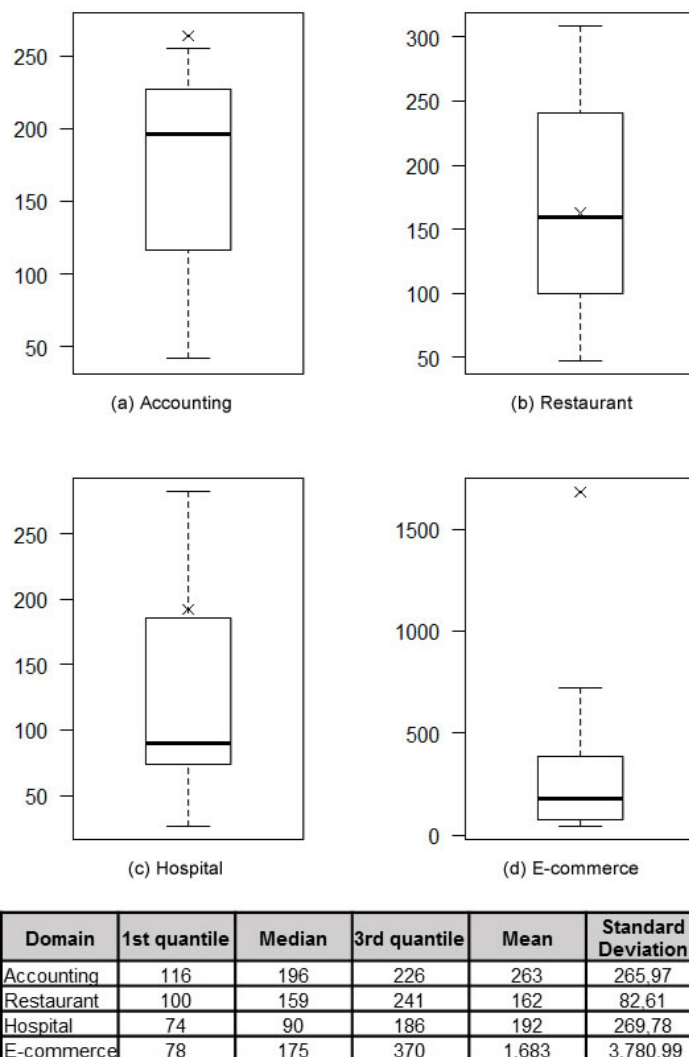 250
200
150
100
50
(a) Accounting
300
250
200
150
100
50
(b) Restaurant
250
200
150
100
50
(c) Hospital
1500
1000
500
0
(d) E-commerce
Domain 1st quantile Median 3rd quantile Mean Standard Deviation
Accounting 116 196 226 263 265,97
Restaurant 100 159 241 162 82,61
Hospital 74 90 186 192 269,78
E-commerce 78 175 370 1.683 3.780,99